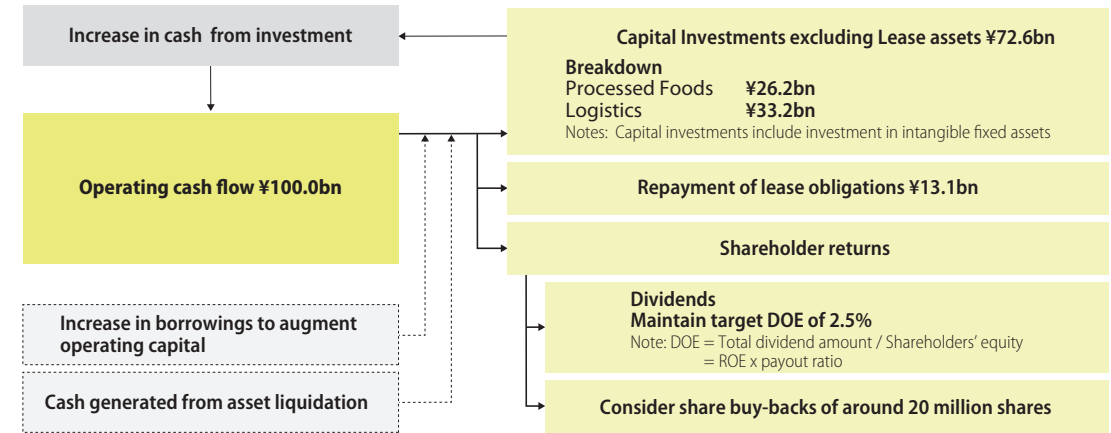 Increase in cash from investment
Operating cash flow ¥100.0bn
Increase in borrowings to augment
operating capital
Cash generated from asset liquidation
Capital Investments excluding Lease assets ¥72.6bn
Breakdown
Processed Foods ¥26.2bn
Logistics ¥33.2bn
Notes: Capital investments include investment in intangible fixed assets
Repayment of lease obligations ¥13.1bn
Shareholder returns
Dividends
Maintain target DOE of 2.5%
Note: DOE = Total dividend amount / Shareholders’ equity
= ROE x payout ratio
Consider share buy-backs of around 20 million shares